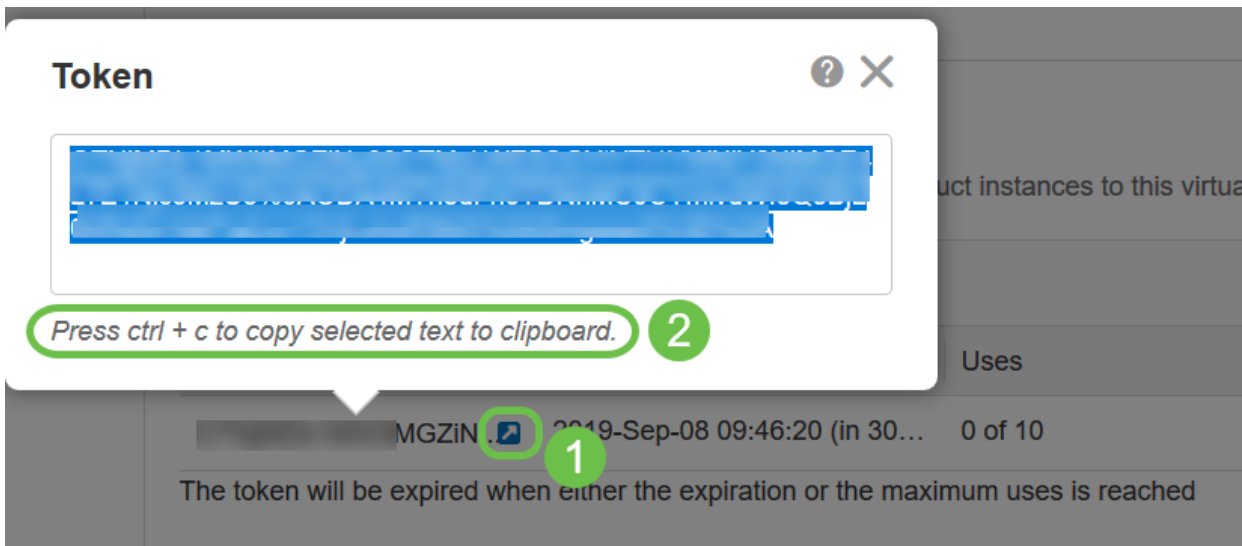 Token
uct instances to this virtua
Press ctrl + c to copy selected text to clipboard.
2
Uses
MGZiN...
2019-Sep-08 09:46:20 (in 30...
0 of 10
1
The token will be expired when either the expiration or the maximum uses is reached